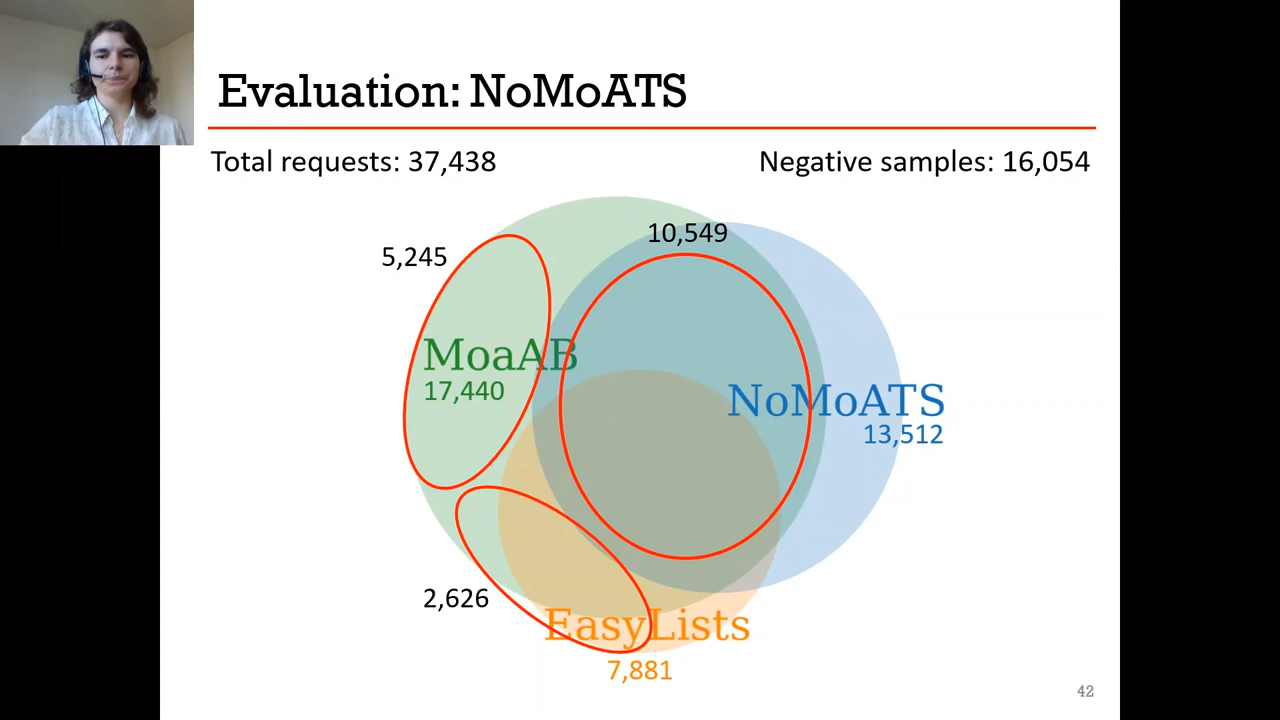 Evaluation: NoMoATS
Total requests: 37,438
Negative samples: 16,054
10,549
5,245
MoaAB
17,440
NoMoATS
13,512
2,626
EasyLists
7,881
42